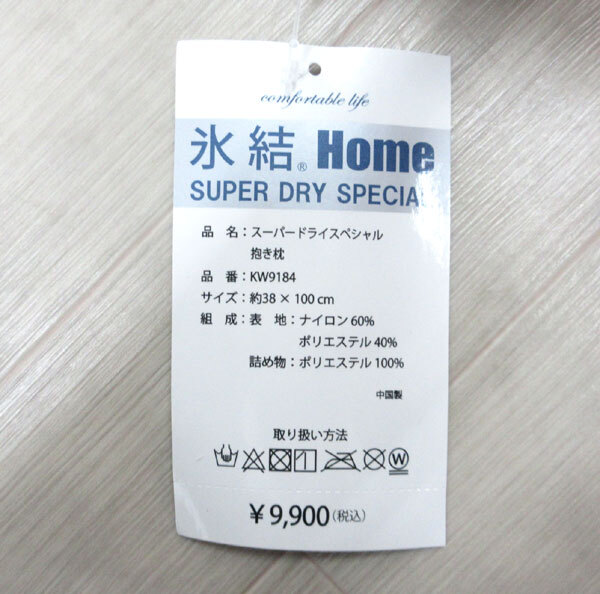 comfortable life
氷結® Home
SUPER DRY SPECIAL
品 名：スーパードライスペシャル
抱き枕
品 番：KW9184
サイズ：約38 × 100 cm
組 成：表 地：ナイロン 60%
ポリエステル 40%
詰め物：ポリエステル 100%
中国製
取り扱い方法
W
¥ 9,900 (税込)